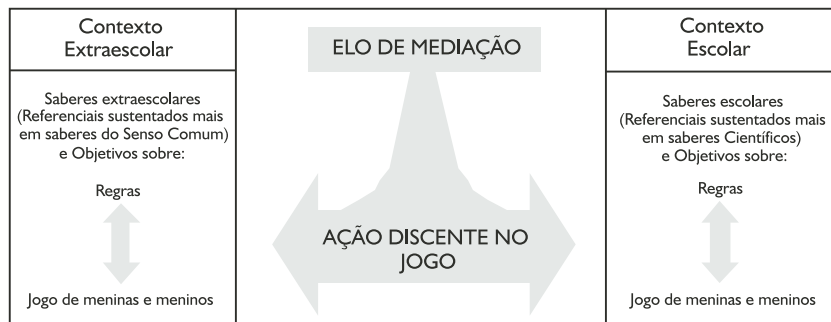 Contexto
Extraescolar
Saberes extraescolares
(Referenciais sustentados mais
em saberes do Senso Comum)
e Objetivos sobre:
Regras
Jogo de meninas e meninos
ELO DE MEDIAÇÃO
AÇÃO DISCENTE NO
JOGO
Contexto
Escolar
Saberes escolares
(Referenciais sustentados mais
em saberes Científicos)
e Objetivos sobre:
Regras
Jogo de meninas e meninos